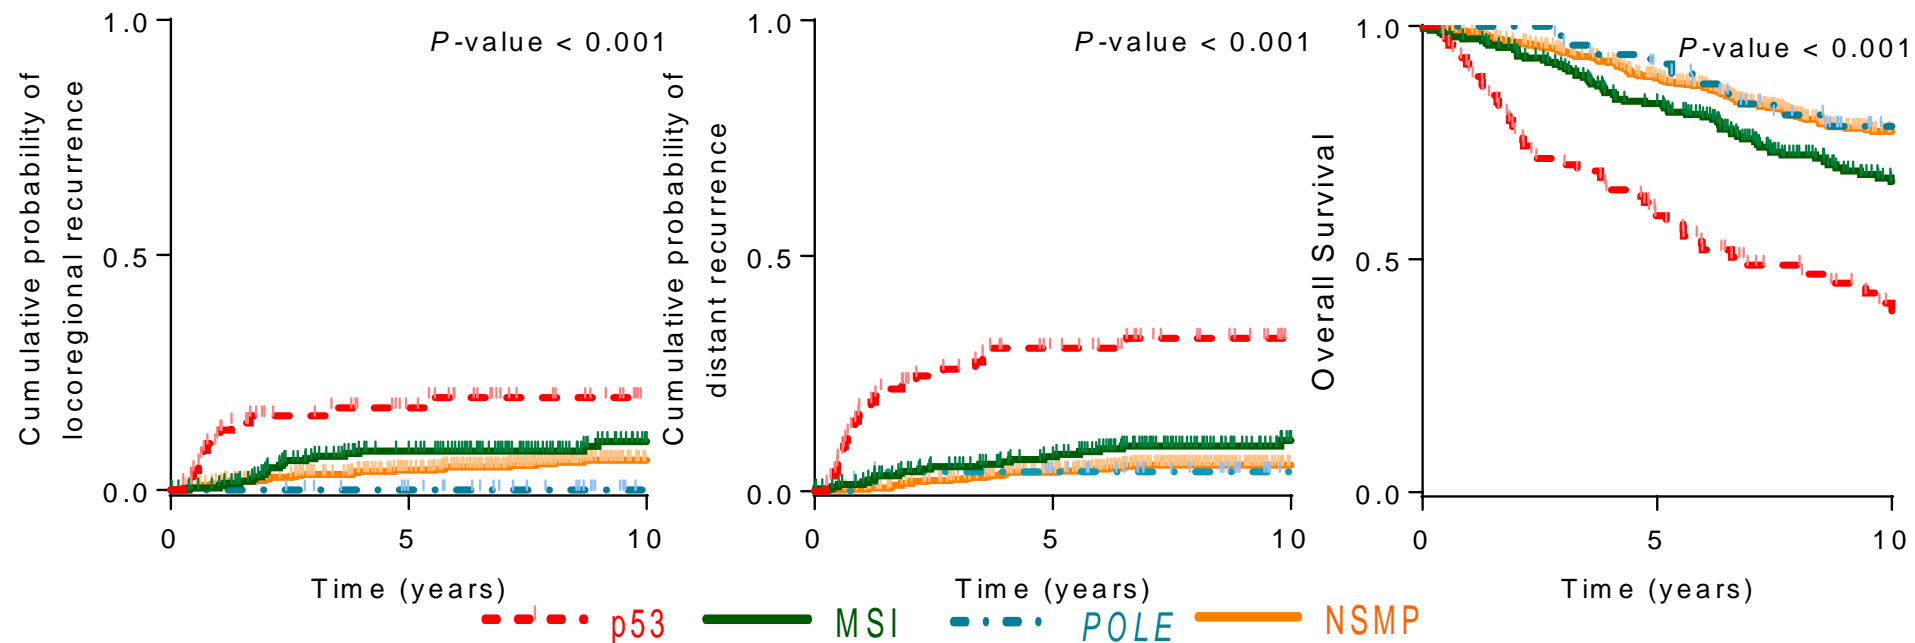 Cumulative probability of
locoregional recurrence
1.0
0.5
0.0
P-value < 0.001
0
5
10
Time (years)
Cumulative probability of
distant recurrence
1.0
0.5
0.0
P-value < 0.001
0
5
10
Time (years)
Overall Survival
1.0
0.5
0.0
P-value < 0.001
0
5
10
Time (years)
p53 MSI POLE NSMP